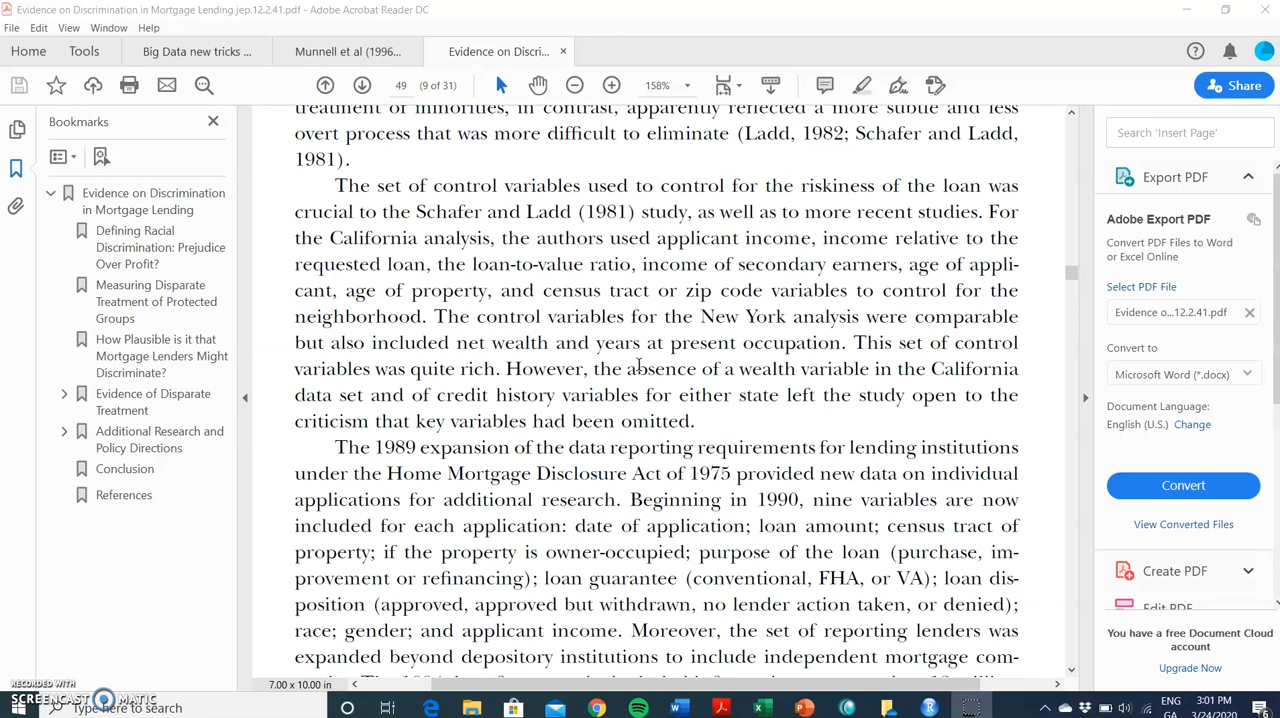 Evidence on Discrimination in Mortgage Lending jep.12.2.41.pdf - Adobe Acrobat Reader DC
File Edit View Window Help
Home Tools Big Data new tricks ... Munnell et al (1996... Evidence on Discri... ×
49 (9 of 31) 158% Share
Bookmarks
Evidence on Discrimination
in Mortgage Lending
Defining Racial
Discrimination: Prejudice
Over Profit?
Measuring Disparate
Treatment of Protected
Groups
How Plausible is it that
Mortgage Lenders Might
Discriminate?
Evidence of Disparate
Treatment
Additional Research and
Policy Directions
Conclusion
References
treatment of minorities, in contrast, apparently reflected a more subtle and less
overt process that was more difficult to eliminate (Ladd, 1982; Schafer and Ladd,
1981).
The set of control variables used to control for the riskiness of the loan was
crucial to the Schafer and Ladd (1981) study, as well as to more recent studies. For
the California analysis, the authors used applicant income, income relative to the
requested loan, the loan-to-value ratio, income of secondary earners, age of appli-
cant, age of property, and census tract or zip code variables to control for the
neighborhood. The control variables for the New York analysis were comparable
but also included net wealth and years at present occupation. This set of control
variables was quite rich. However, the absence of a wealth variable in the California
data set and of credit history variables for either state left the study open to the
criticism that key variables had been omitted.
The 1989 expansion of the data reporting requirements for lending institutions
under the Home Mortgage Disclosure Act of 1975 provided new data on individual
applications for additional research. Beginning in 1990, nine variables are now
included for each application: date of application; loan amount; census tract of
property; if the property is owner-occupied; purpose of the loan (purchase, im-
provement or refinancing); loan guarantee (conventional, FHA, or VA); loan dis-
position (approved, approved but withdrawn, no lender action taken, or denied);
race; gender; and applicant income. Moreover, the set of reporting lenders was
expanded beyond depository institutions to include independent mortgage com-
7.00 x 10.00 in
Search 'Insert Page'
Export PDF
Adobe Export PDF
Convert PDF Files to Word
or Excel Online
Select PDF File
Evidence o...12.2.41.pdf
Convert to
Microsoft Word (*.docx)
Document Language:
English (U.S.) Change
Convert
View Converted Files
Create PDF
Edit PDF
You have a free Document Cloud
account
Upgrade Now
RECORDED WITH
SCREENCAST MATIC
Type here to search
ENG
GA
3:01 PM
3/24/2020
6